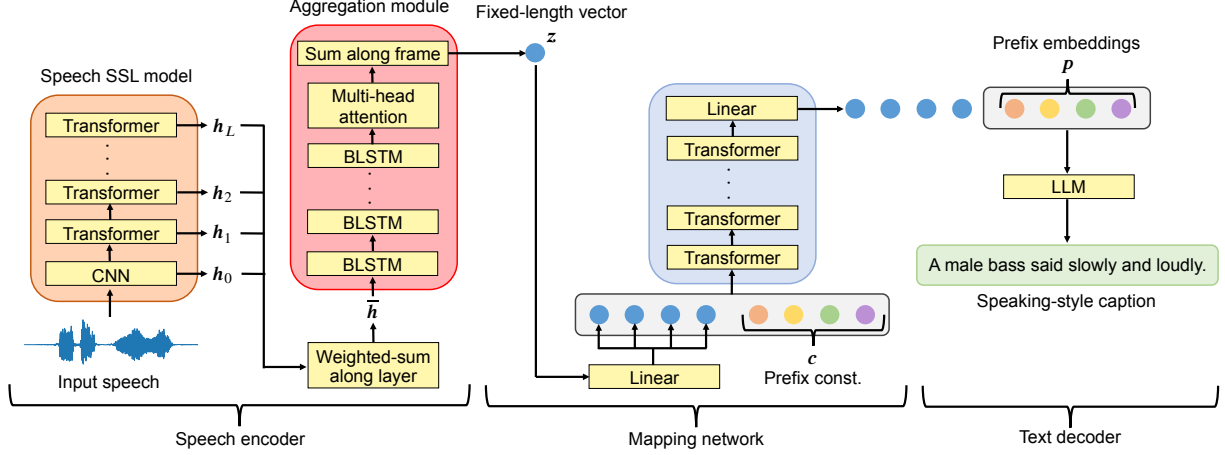 Speech SSL model
Transformer
Transformer
Transformer
CNN
h_L
h_2
h_1
h_0
Input speech
Aggregation module
Sum along frame
Multi-head
attention
BLSTM
BLSTM
BLSTM
h̅
Weighted-sum
along layer
Speech encoder
Fixed-length vector
z
Linear
Transformer
Transformer
Transformer
c
Prefix const.
Linear
Mapping network
Prefix embeddings
p
LLM
A male bass said slowly and loudly.
Speaking-style caption
Text decoder